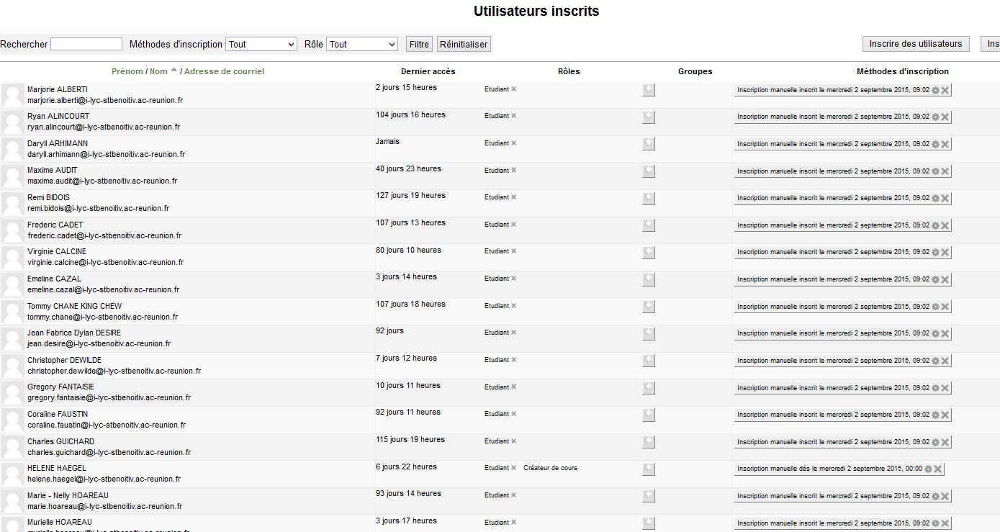 Utilisateurs inscrits
Rechercher Méthodes d'inscription Tout Rôle Tout Filtre Réinitialiser Inscrire des utilisateurs Ins
Prénom / Nom / Adresse de courriel Dernier accès Rôles Groupes Méthodes d'inscription
Marjorie ALBERTI 2 jours 15 heures Etudiant Inscription manuelle inscrit le mercredi 2 septembre 2015, 09:02
marjorie.alberti@i-lyc-stbenoitiv.ac-reunion.fr
Ryan ALINCOURT 104 jours 16 heures Etudiant Inscription manuelle inscrit le mercredi 2 septembre 2015, 09:02
ryan.alincourt@i-lyc-stbenoitiv.ac-reunion.fr
Daryll ARHIMANN Jamais Etudiant Inscription manuelle inscrit le mercredi 2 septembre 2015, 09:02
daryll.arhimann@i-lyc-stbenoitiv.ac-reunion.fr
Maxime AUDIT 40 jours 23 heures Etudiant Inscription manuelle inscrit le mercredi 2 septembre 2015, 09:02
maxime.audit@i-lyc-stbenoitiv.ac-reunion.fr
Remi BIDOIS 127 jours 19 heures Etudiant Inscription manuelle inscrit le mercredi 2 septembre 2015, 09:02
remi.bidois@i-lyc-stbenoitiv.ac-reunion.fr
Frederic CADET 107 jours 13 heures Etudiant Inscription manuelle inscrit le mercredi 2 septembre 2015, 09:02
frederic.cadet@i-lyc-stbenoitiv.ac-reunion.fr
Virginie CALCINE 80 jours 10 heures Etudiant Inscription manuelle inscrit le mercredi 2 septembre 2015, 09:02
virginie.calcine@i-lyc-stbenoitiv.ac-reunion.fr
Emeline CAZAL 3 jours 14 heures Etudiant Inscription manuelle inscrit le mercredi 2 septembre 2015, 09:02
emeline.cazal@i-lyc-stbenoitiv.ac-reunion.fr
Tommy CHANE KING CHEW 107 jours 18 heures Etudiant Inscription manuelle inscrit le mercredi 2 septembre 2015, 09:02
tommy.chane@i-lyc-stbenoitiv.ac-reunion.fr
Jean Fabrice Dylan DESIRE 92 jours Etudiant Inscription manuelle inscrit le mercredi 2 septembre 2015, 09:02
jean.desire@i-lyc-stbenoitiv.ac-reunion.fr
Christopher DEWILDE 7 jours 12 heures Etudiant Inscription manuelle inscrit le mercredi 2 septembre 2015, 09:02
christopher.dewilde@i-lyc-stbenoitiv.ac-reunion.fr
Gregory FANTAISIE 10 jours 11 heures Etudiant Inscription manuelle inscrit le mercredi 2 septembre 2015, 09:02
gregory.fantaisie@i-lyc-stbenoitiv.ac-reunion.fr
Coraline FAUSTIN 92 jours 11 heures Etudiant Inscription manuelle inscrit le mercredi 2 septembre 2015, 09:02
coraline.faustin@i-lyc-stbenoitiv.ac-reunion.fr
Charles GUICHARD 115 jours 19 heures Etudiant Inscription manuelle inscrit le mercredi 2 septembre 2015, 09:02
charles.guichard@i-lyc-stbenoitiv.ac-reunion.fr
HELENE HAEGEL 6 jours 22 heures Etudiant Créateur de cours Inscription manuelle dès le mercredi 2 septembre 2015, 00:00
helene.haegel@i-lyc-stbenoitiv.ac-reunion.fr
Marie - Nelly HOAREAU 93 jours 14 heures Etudiant Inscription manuelle inscrit le mercredi 2 septembre 2015, 09:02
marie.hoareau@i-lyc-stbenoitiv.ac-reunion.fr
Murielle HOAREAU 3 jours 17 heures Etudiant Inscription manuelle inscrit le mercredi 2 septembre 2015, 09:02